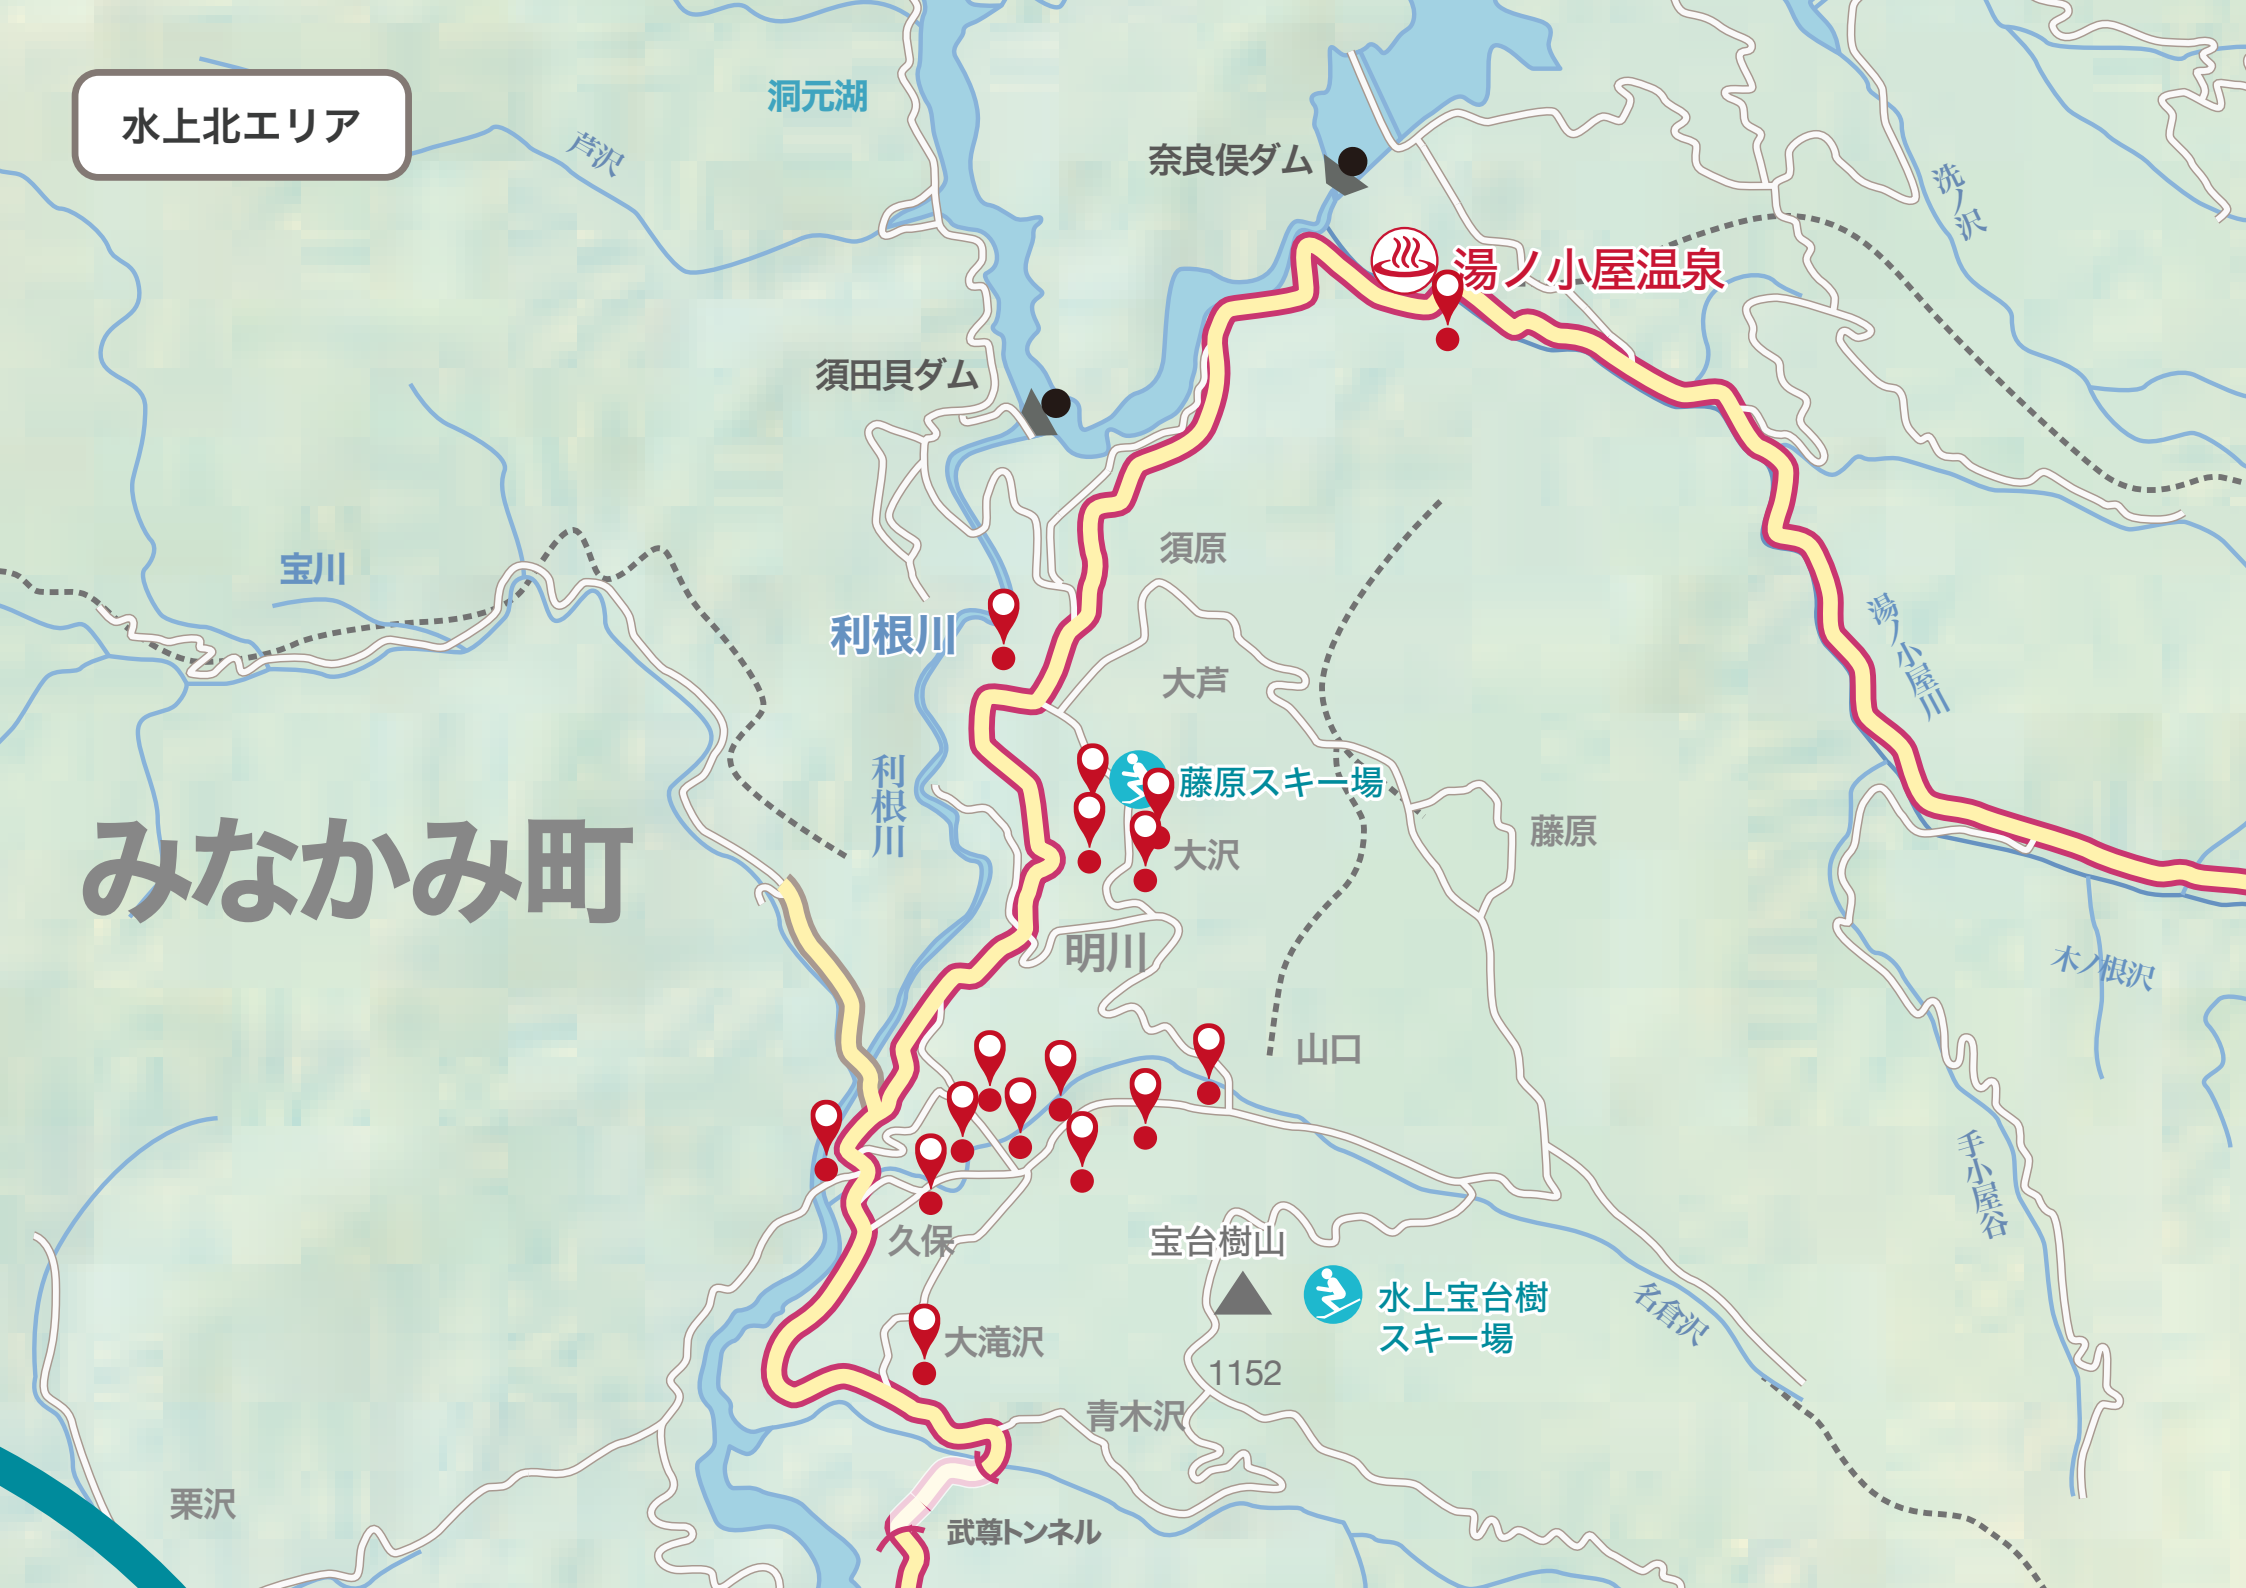 水上北エリア
洞元湖
芦沢
奈良俣ダム
洗ノ沢
湯ノ小屋温泉
須田貝ダム
須原
宝川
利根川
湯ノ小屋川
大芦
利根川
藤原スキー場
みなかみ町
藤原
大沢
明川
木ノ根沢
山口
手小屋谷
久保
宝台樹山
水上宝台樹
スキー場
名倉沢
大滝沢
1152
青木沢
栗沢
武尊トンネル